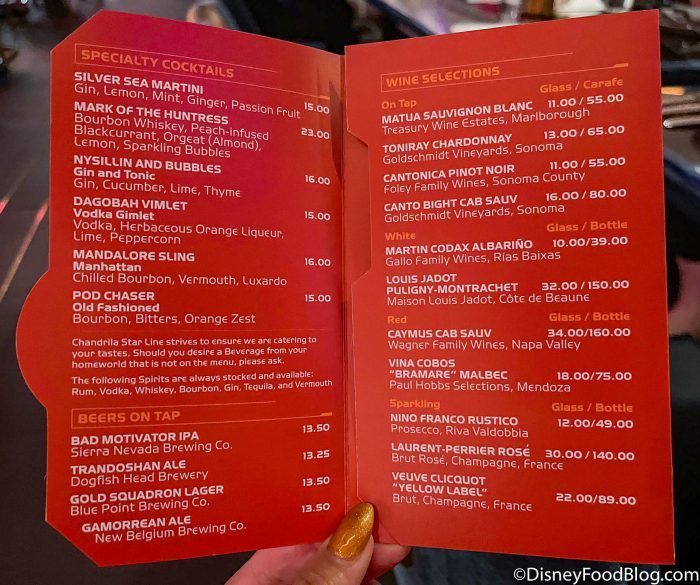 SPECIALTY COCKTAILS
SILVER SEA MARTINI
Gin, Lemon, Mint, Ginger, Passion Fruit 15.00
MARK OF THE HUNTRESS 23.00
Bourbon Whiskey, Peach-infused
Blackcurrant, Orgeat (Almond),
Lemon, Sparkling Bubbles
NYSILLIN AND BUBBLES
Gin and Tonic 16.00
Gin, Cucumber, Lime, Thyme
DAGOBAH VIMLET
Vodka Gimlet 15.00
Vodka, Herbaceous Orange Liqueur,
Lime, Peppercorn
MANDALORE SLING 16.00
Manhattan
Chilled Bourbon, Vermouth, Luxardo
POD CHASER 15.00
Old Fashioned
Bourbon, Bitters, Orange Zest
Chandrila Star Line strives to ensure we are catering to
your tastes. Should you desire a Beverage from your
homeworld that is not on the menu, please ask.
The following Spirits are always stocked and available:
Rum, Vodka, Whiskey, Bourbon, Gin, Tequila, and Vermouth
BEERS ON TAP
BAD MOTIVATOR IPA 13.50
Sierra Nevada Brewing Co.
TRANDOSHAN ALE 13.25
Dogfish Head Brewery
GOLD SQUADRON LAGER 13.50
Blue Point Brewing Co.
GAMORREAN ALE 13.50
New Belgium Brewing Co.
WINE SELECTIONS
On Tap Glass / Carafe
MATUA SAUVIGNON BLANC 11.00 / 55.00
Treasury Wine Estates, Marlborough
TONIRAY CHARDONNAY 13.00 / 65.00
Goldschmidt Vineyards, Sonoma
CANTONICA PINOT NOIR 11.00 / 55.00
Foley Family Wines, Sonoma County
CANTO BIGHT CAB SAUV 16.00 / 80.00
Goldschmidt Vineyards, Sonoma
White Glass / Bottle
MARTIN CODAX ALBARIÑO 10.00/39.00
Gallo Family Wines, Rías Baixas
LOUIS JADOT
PULIGNY-MONTRACHET 32.00 / 150.00
Maison Louis Jadot, Côte de Beaune
Red Glass / Bottle
CAYMUS CAB SAUV 34.00/160.00
Wagner Family Wines, Napa Valley
VINA COBOS
"BRAMARE" MALBEC 18.00/75.00
Paul Hobbs Selections, Mendoza
Sparkling Glass / Bottle
NINO FRANCO RUSTICO 12.00/49.00
Prosecco, Riva Valdobbia
LAURENT-PERRIER ROSÉ 30.00 / 140.00
Brut Rosé, Champagne, France
VEUVE CLICQUOT
"YELLOW LABEL" 22.00/89.00
Brut, Champagne, France
©DisneyFoodBlog.com